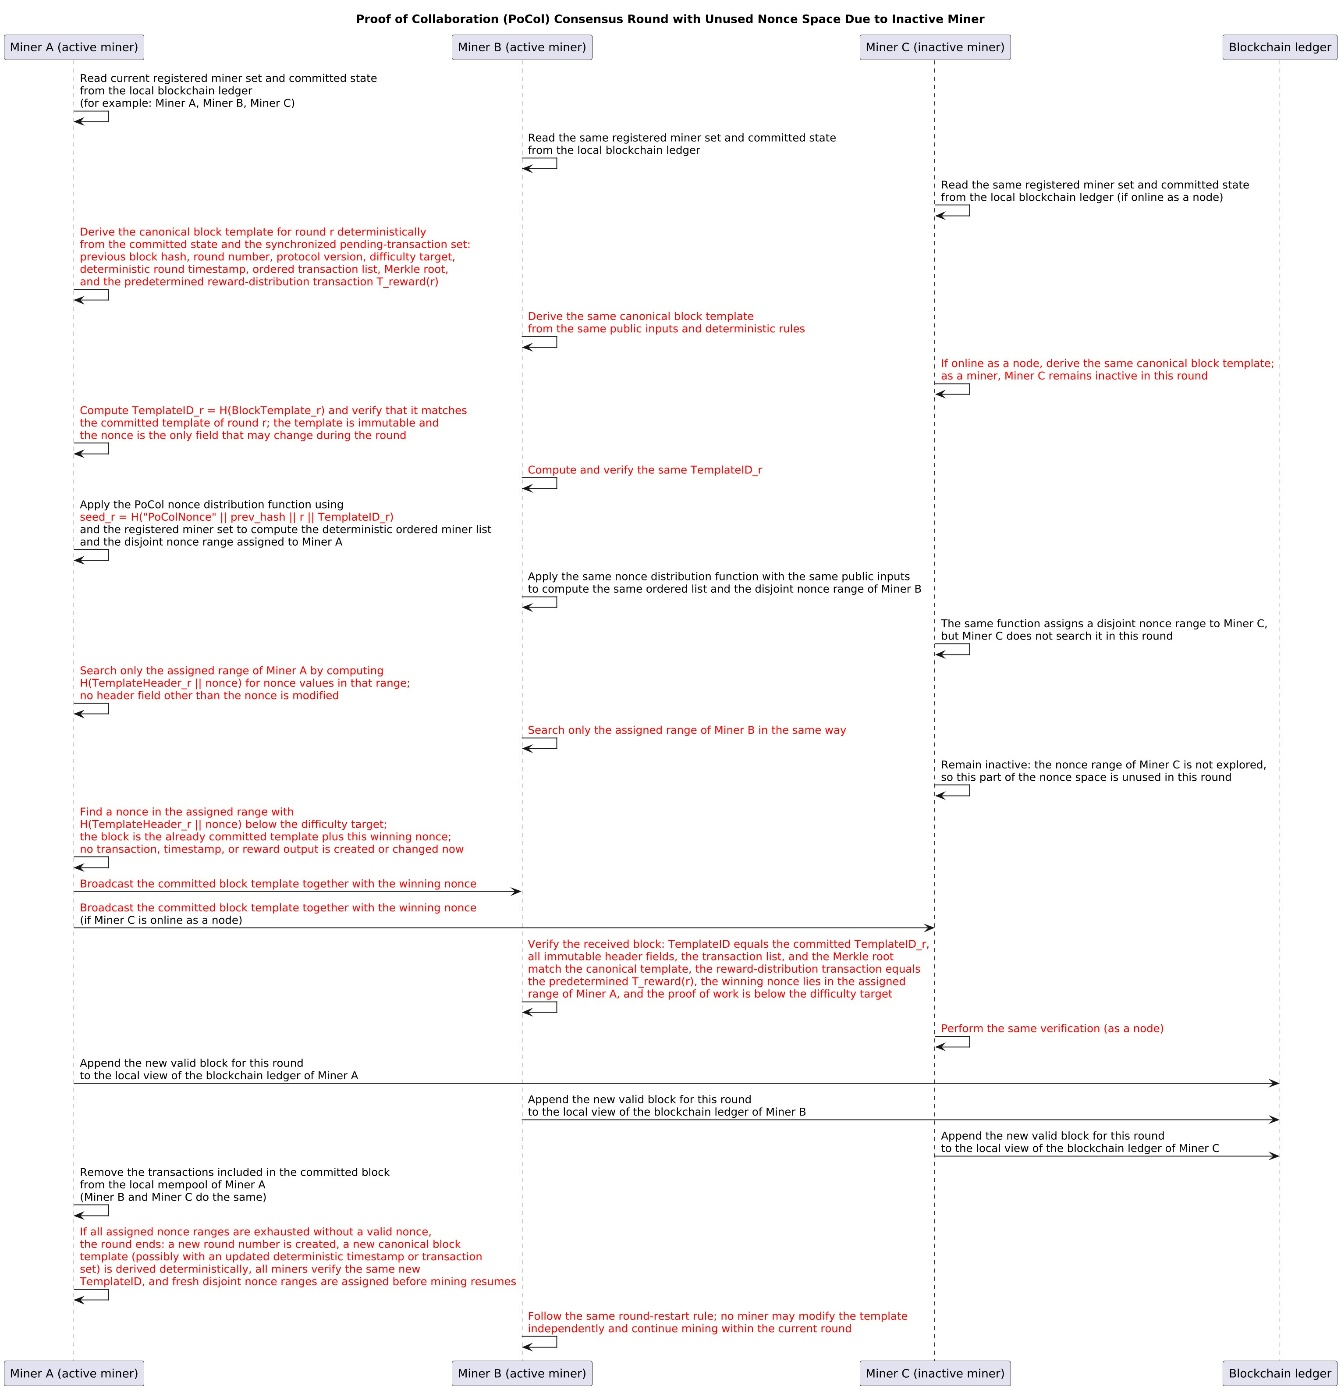 Proof of Collaboration (PoCol) Consensus Round with Unused Nonce Space Due to Inactive Miner
Miner A (active miner)
Miner B (active miner)
Miner C (inactive miner)
Blockchain ledger
Read current registered miner set and committed state
from the local blockchain ledger
(for example: Miner A, Miner B, Miner C)
Read the same registered miner set and committed state
from the local blockchain ledger
Read the same registered miner set and committed state
from the local blockchain ledger (if online as a node)
Derive the canonical block template for round r deterministically
from the committed state and the synchronized pending-transaction set:
previous block hash, round number, protocol version, difficulty target,
deterministic round timestamp, ordered transaction list, Merkle root,
and the predetermined reward-distribution transaction T_reward(r)
Derive the same canonical block template
from the same public inputs and deterministic rules
If online as a node, derive the same canonical block template;
as a miner, Miner C remains inactive in this round
Compute TemplateID_r = H(BlockTemplate_r) and verify that it matches
the committed template of round r; the template is immutable and
the nonce is the only field that may change during the round
Compute and verify the same TemplateID_r
Apply the PoCol nonce distribution function using
seed_r = H("PoColNonce" || prev_hash || r || TemplateID_r)
and the registered miner set to compute the deterministic ordered miner list
and the disjoint nonce range assigned to Miner A
Apply the same nonce distribution function with the same public inputs
to compute the same ordered list and the disjoint nonce range of Miner B
The same function assigns a disjoint nonce range to Miner C,
but Miner C does not search it in this round
Search only the assigned range of Miner A by computing
H(TemplateHeader_r || nonce) for nonce values in that range;
no header field other than the nonce is modified
Search only the assigned range of Miner B in the same way
Remain inactive: the nonce range of Miner C is not explored,
so this part of the nonce space is unused in this round
Find a nonce in the assigned range with
H(TemplateHeader_r || nonce) below the difficulty target;
the block is the already committed template plus this winning nonce;
no transaction, timestamp, or reward output is created or changed now
Broadcast the committed block template together with the winning nonce
Broadcast the committed block template together with the winning nonce
(if Miner C is online as a node)
Verify the received block: TemplateID equals the committed TemplateID_r,
all immutable header fields, the transaction list, and the Merkle root
match the canonical template, the reward-distribution transaction equals
the predetermined T_reward(r), the winning nonce lies in the assigned
range of Miner A, and the proof of work is below the difficulty target
Perform the same verification (as a node)
Append the new valid block for this round
to the local view of the blockchain ledger of Miner A
Append the new valid block for this round
to the local view of the blockchain ledger of Miner B
Append the new valid block for this round
to the local view of the blockchain ledger of Miner C
Remove the transactions included in the committed block
from the local mempool of Miner A
(Miner B and Miner C do the same)
If all assigned nonce ranges are exhausted without a valid nonce,
the round ends: a new round number is created, a new canonical block
template (possibly with an updated deterministic timestamp or transaction
set) is derived deterministically, all miners verify the same new
TemplateID, and fresh disjoint nonce ranges are assigned before mining resumes
Follow the same round-restart rule; no miner may modify the template
independently and continue mining within the current round
Miner A (active miner)
Miner B (active miner)
Miner C (inactive miner)
Blockchain ledger